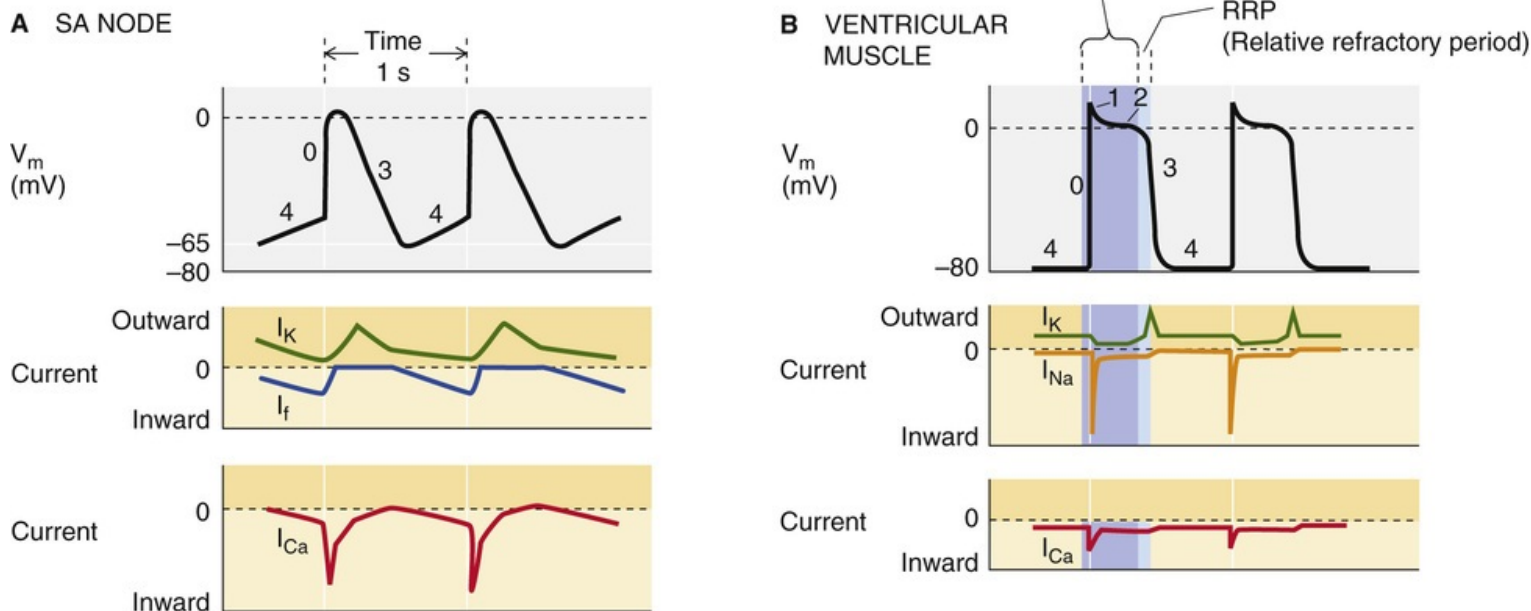 A SA NODE
Time
1 s
0
V_m
(mV)
–65
–80
0
3
4
4
Outward
0
Current
Inward
I_K
I_f
0
Current
Inward
I_Ca
B VENTRICULAR
MUSCLE
RRP
(Relative refractory period)
0
V_m
(mV)
–80
1
2
0
3
4
4
Outward
0
Current
Inward
I_K
I_Na
0
Current
Inward
I_Ca